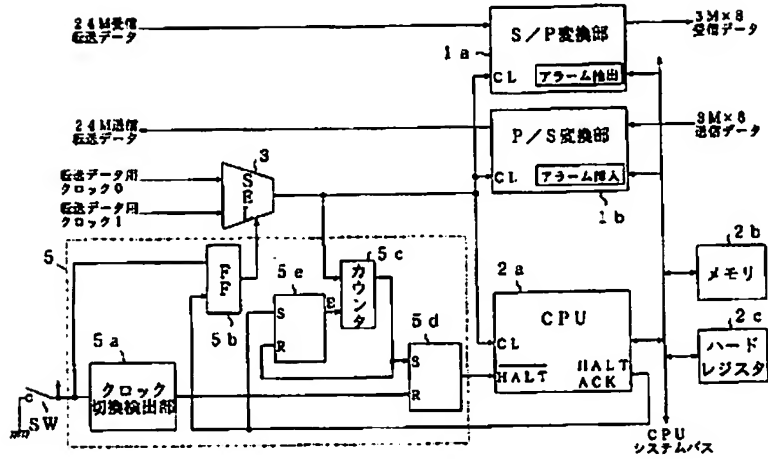 24M受信
転送データ
S/P変換部
3M×8
受信データ
1a
CL
アラーム抽出
24M送信
転送データ
P/S変換部
3M×8
送信データ
CL
アラーム挿入
1b
転送データ用
クロック0
転送データ用
クロック1
3
SEL
5
FF
5b
5e
S
R
E
5c
カウンタ
2a
CPU
CL
HALT
HALT
ACK
2b
メモリ
2c
ハード
レジスタ
5a
クロック
切換検出部
5d
S
R
SW
CPU
システムバス